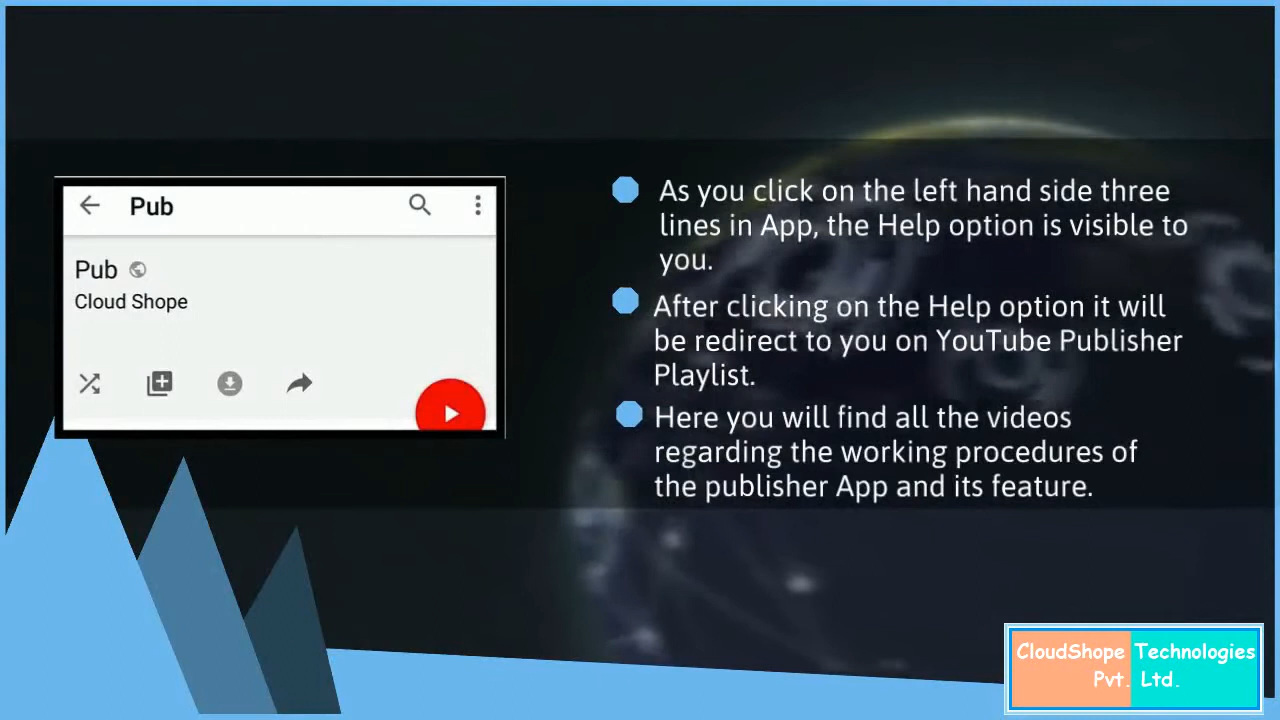 Pub
Pub
Cloud Shope
As you click on the left hand side three
lines in App, the Help option is visible to
you.
After clicking on the Help option it will
be redirect to you on YouTube Publisher
Playlist.
Here you will find all the videos
regarding the working procedures of
the publisher App and its feature.
CloudShope Technologies
Pvt. Ltd.